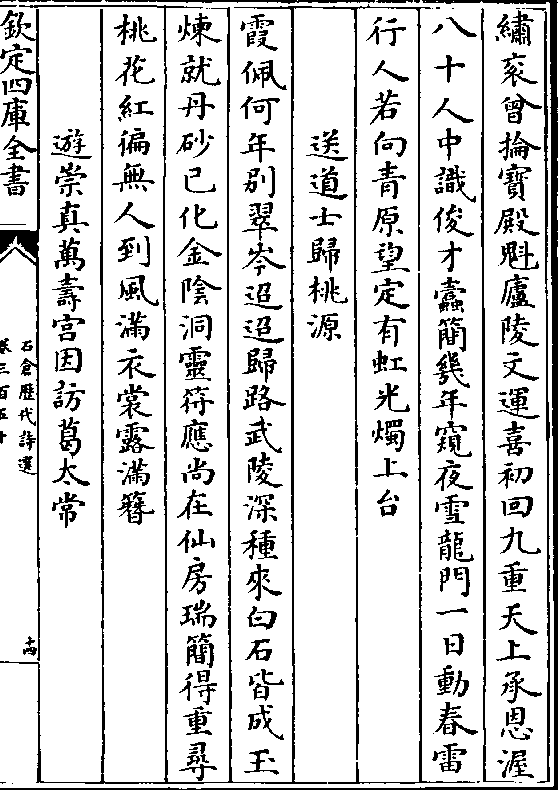 繡衮曾掄寶殿魁廬陵文運喜初回九重天上承恩渥
八十人中識俊才蠹簡幾年窺夜雪龍門一日動春雷
行人若向青原望定有虹光燭上台
送道士歸桃源
霞佩何年别翠岑迢迢歸路武陵深種來白石皆成玉
煉就丹砂已化金陰洞靈符應尚在仙房瑞簡得重尋
桃花紅徧無人到風滿衣裳露滿簪
遊崇真萬壽宫因訪葛太常
欽定四庫全書
石倉歴代詩選
卷三百五十
十四